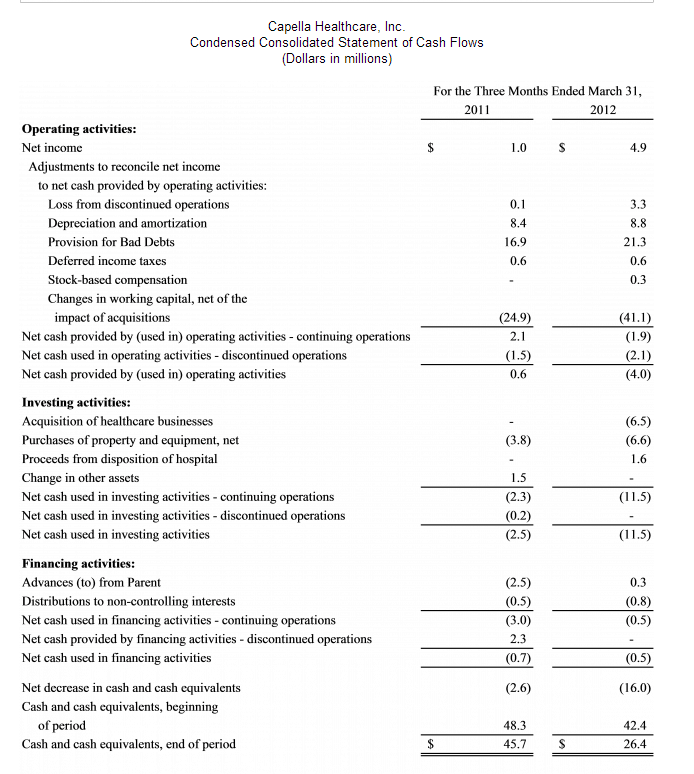 Capella Healthcare, Inc.
Condensed Consolidated Statement of Cash Flows
(Dollars in millions)
For the Three Months Ended March 31,
2011 2012
Operating activities:
Net income $ 1.0 $ 4.9
Adjustments to reconcile net income
to net cash provided by operating activities:
Loss from discontinued operations 0.1 3.3
Depreciation and amortization 8.4 8.8
Provision for Bad Debts 16.9 21.3
Deferred income taxes 0.6 0.6
Stock-based compensation - 0.3
Changes in working capital, net of the
impact of acquisitions (24.9) (41.1)
Net cash provided by (used in) operating activities - continuing operations 2.1 (1.9)
Net cash used in operating activities - discontinued operations (1.5) (2.1)
Net cash provided by (used in) operating activities 0.6 (4.0)
Investing activities:
Acquisition of healthcare businesses - (6.5)
Purchases of property and equipment, net (3.8) (6.6)
Proceeds from disposition of hospital - 1.6
Change in other assets 1.5 -
Net cash used in investing activities - continuing operations (2.3) (11.5)
Net cash used in investing activities - discontinued operations (0.2) -
Net cash used in investing activities (2.5) (11.5)
Financing activities:
Advances (to) from Parent (2.5) 0.3
Distributions to non-controlling interests (0.5) (0.8)
Net cash used in financing activities - continuing operations (3.0) (0.5)
Net cash provided by financing activities - discontinued operations 2.3 -
Net cash used in financing activities (0.7) (0.5)
Net decrease in cash and cash equivalents (2.6) (16.0)
Cash and cash equivalents, beginning
of period 48.3 42.4
Cash and cash equivalents, end of period $ 45.7 $ 26.4